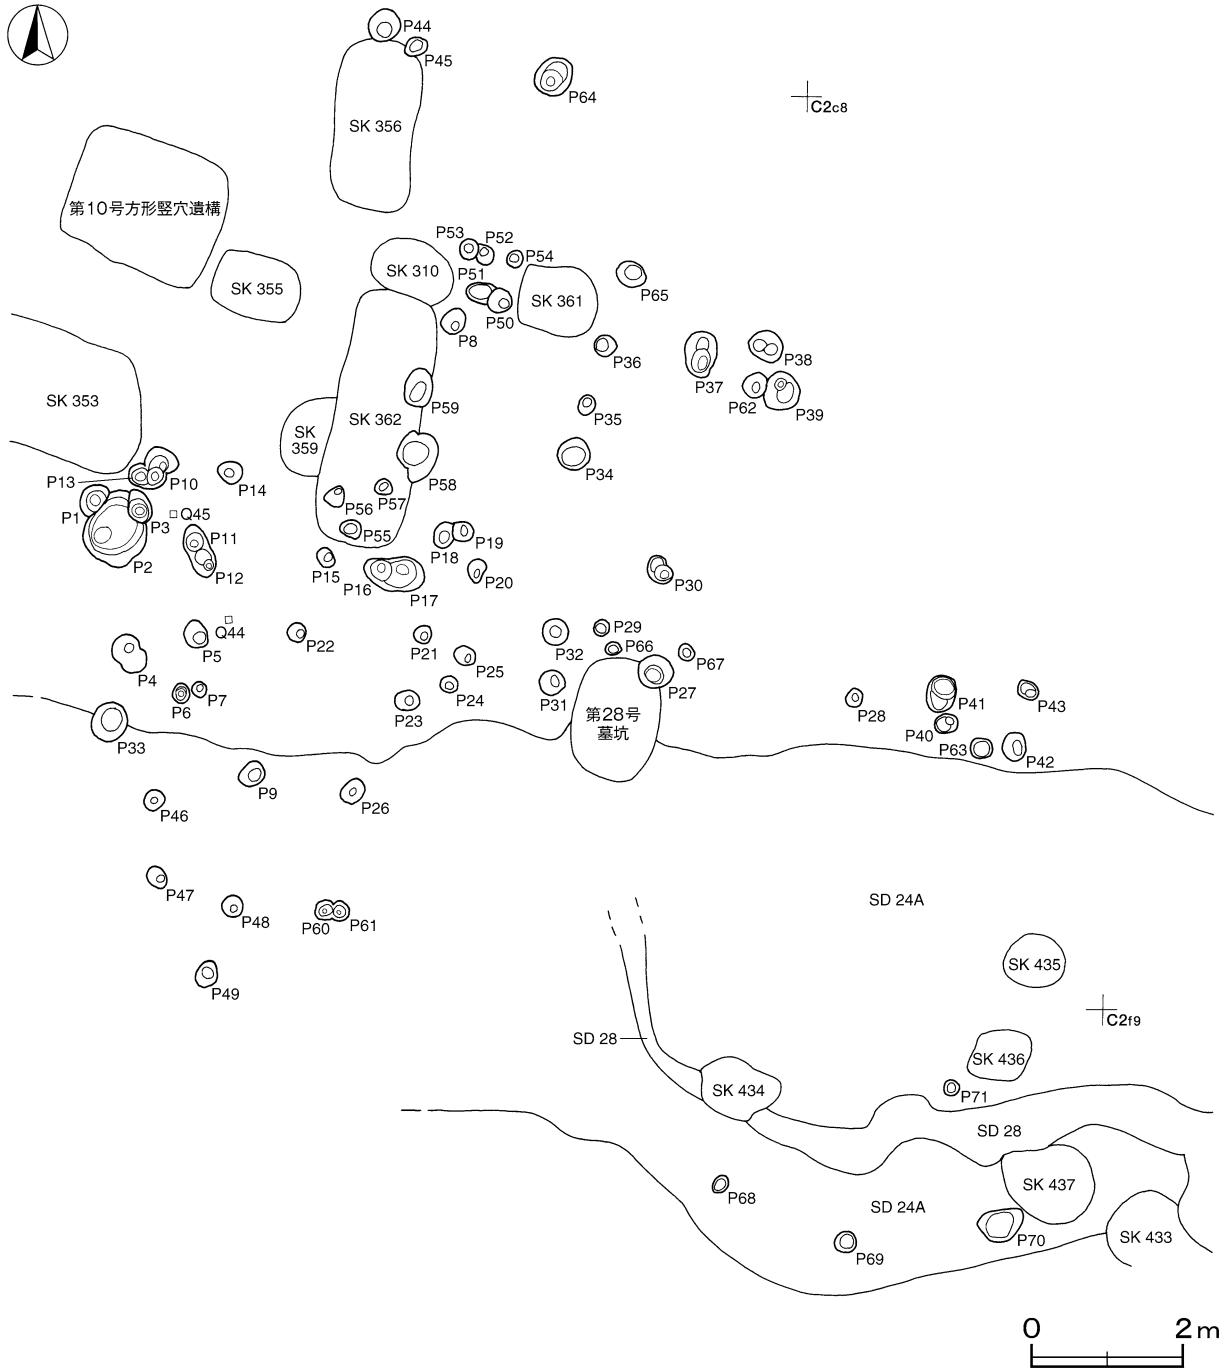 P44
P45
P64
C2c8
SK 356
第10号方形竪穴遺構
P53
P52
P54
SK 310
P51
SK 355
SK 361
P65
P50
P8
P36
P38
P37
SK 353
P59
P62
P39
P35
SK 362
SK
359
P34
P13
P10
P14
P58
P57
P56
P1
Q45
P3
P55
P11
P19
P18
P2
P12
P15
P16
P17
P20
P30
Q44
P5
P22
P21
P32
P29
P66
P67
P25
P4
P7
P6
P24
P23
P31
P27
P28
P41
P43
第28号
墓坑
P40
P33
P63
P42
P9
P26
P46
P47
P48
P60
P61
SD 24A
P49
SK 435
C2f9
SD 28
SK 436
SK 434
P71
SD 28
SK 437
P68
SD 24A
P70
SK 433
P69
0
2m